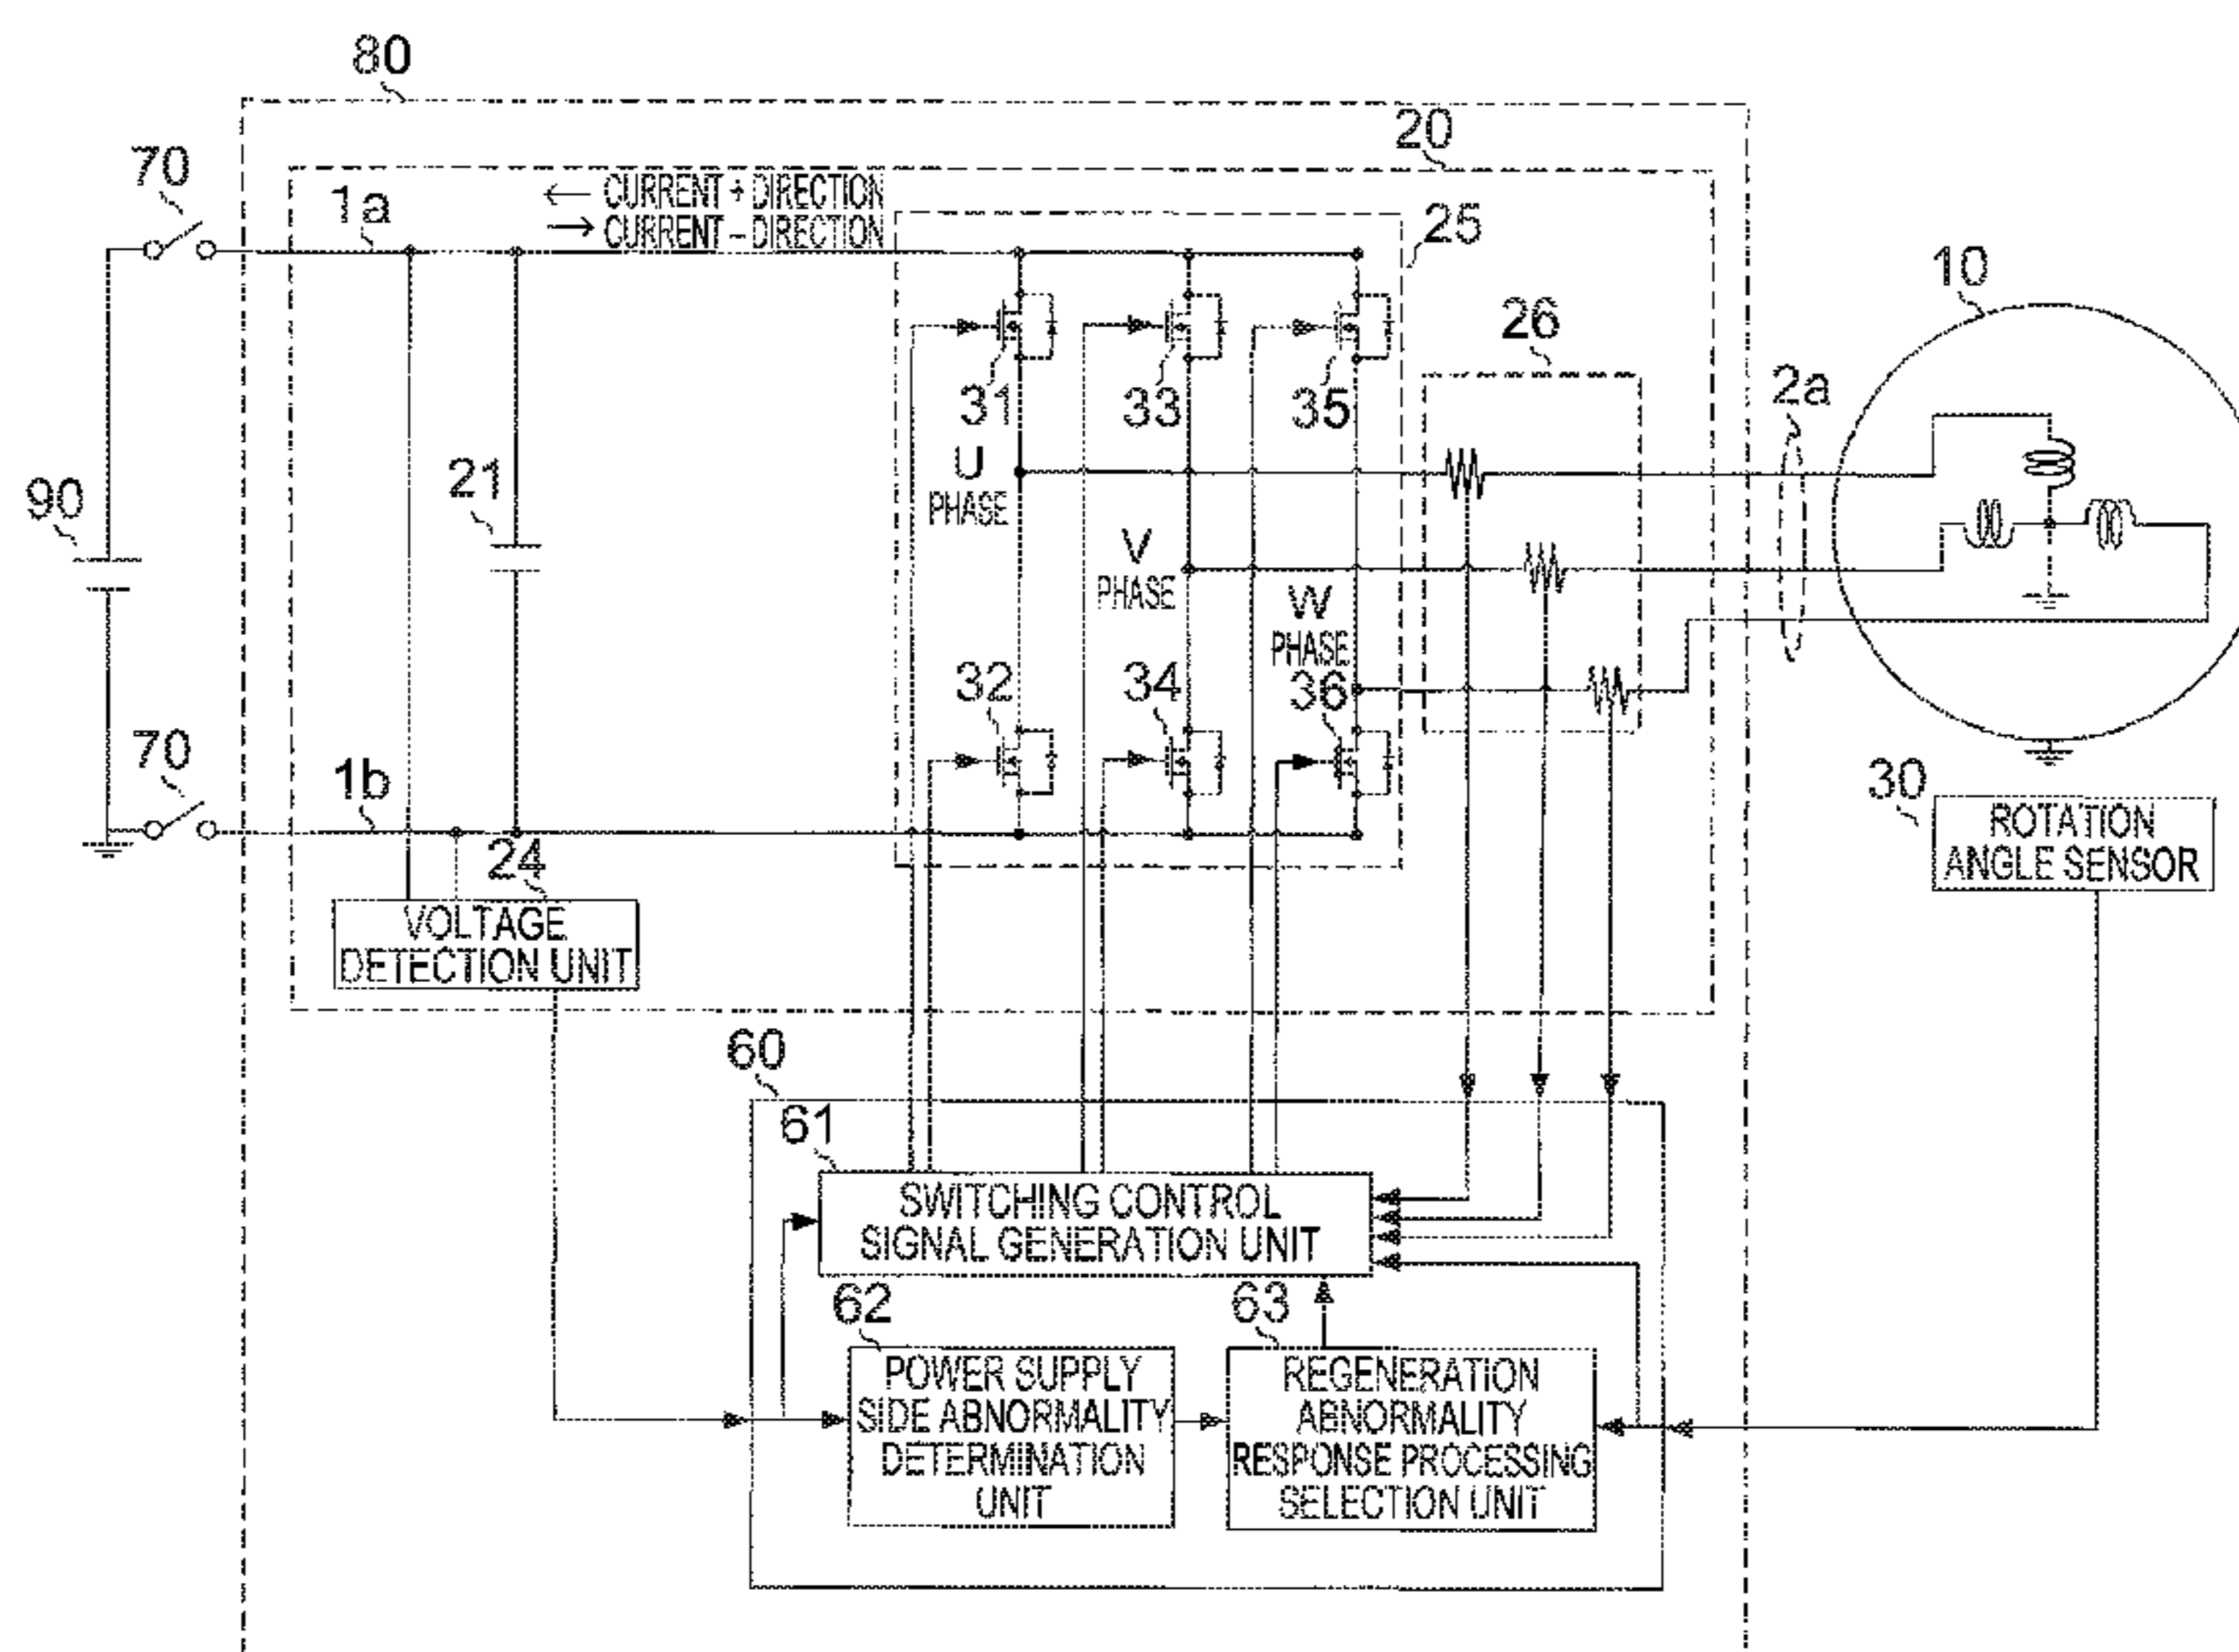 80
20
70
1a
← CURRENT + DIRECTION
→ CURRENT – DIRECTION
25
10
26
2a
31
33
35
90
21
U
PHASE
V
PHASE
W
PHASE
32
34
36
70
1b
30
ROTATION
ANGLE SENSOR
24
VOLTAGE
DETECTION UNIT
60
61
SWITCHING CONTROL
SIGNAL GENERATION UNIT
62
63
POWER SUPPLY
SIDE ABNORMALITY
DETERMINATION
UNIT
REGENERATION
ABNORMALITY
RESPONSE PROCESSING
SELECTION UNIT